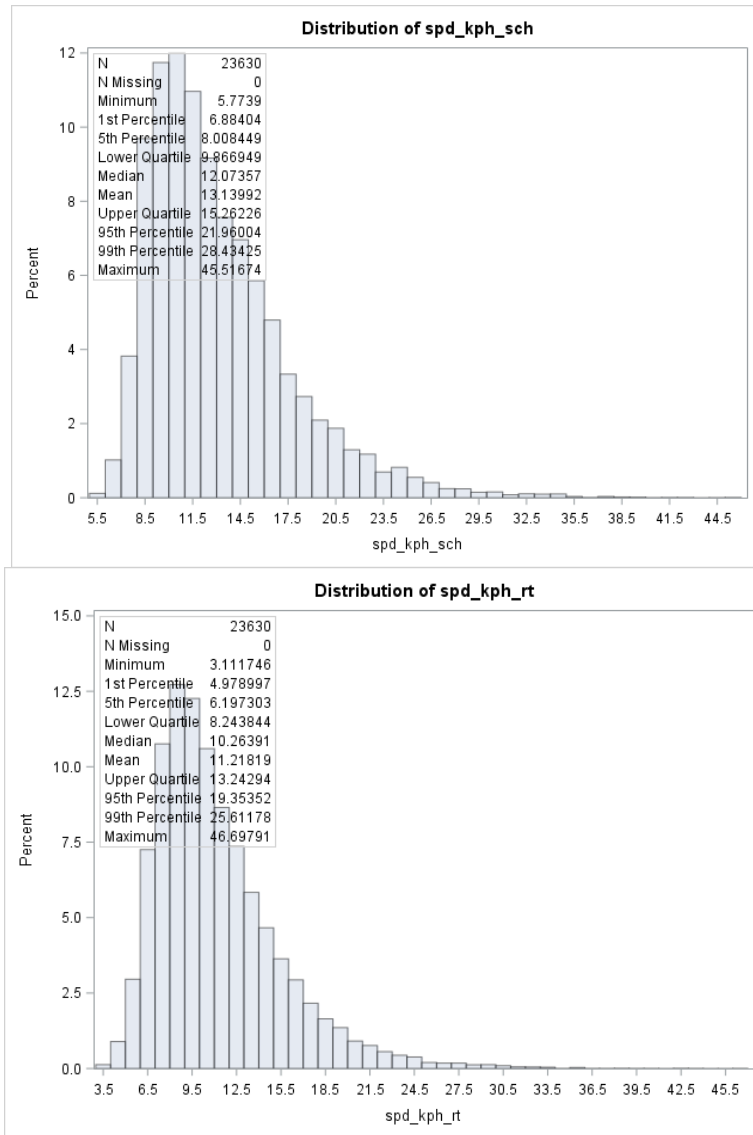 Distribution of spd_kph_sch
12
10
8
6
4
2
0
Percent
N 23630
N Missing 0
Minimum 5.7739
1st Percentile 6.88404
5th Percentile 8.008449
Lower Quartile 9.866949
Median 12.07357
Mean 13.13992
Upper Quartile 15.26226
95th Percentile 21.96004
99th Percentile 28.43425
Maximum 45.51674
5.5 8.5 11.5 14.5 17.5 20.5 23.5 26.5 29.5 32.5 35.5 38.5 41.5 44.5
spd_kph_sch
Distribution of spd_kph_rt
15.0
12.5
10.0
7.5
5.0
2.5
0.0
Percent
N 23630
N Missing 0
Minimum 3.111746
1st Percentile 4.978997
5th Percentile 6.197303
Lower Quartile 8.243844
Median 10.26391
Mean 11.21819
Upper Quartile 13.24294
95th Percentile 19.35352
99th Percentile 25.61178
Maximum 46.69791
3.5 6.5 9.5 12.5 15.5 18.5 21.5 24.5 27.5 30.5 33.5 36.5 39.5 42.5 45.5
spd_kph_rt